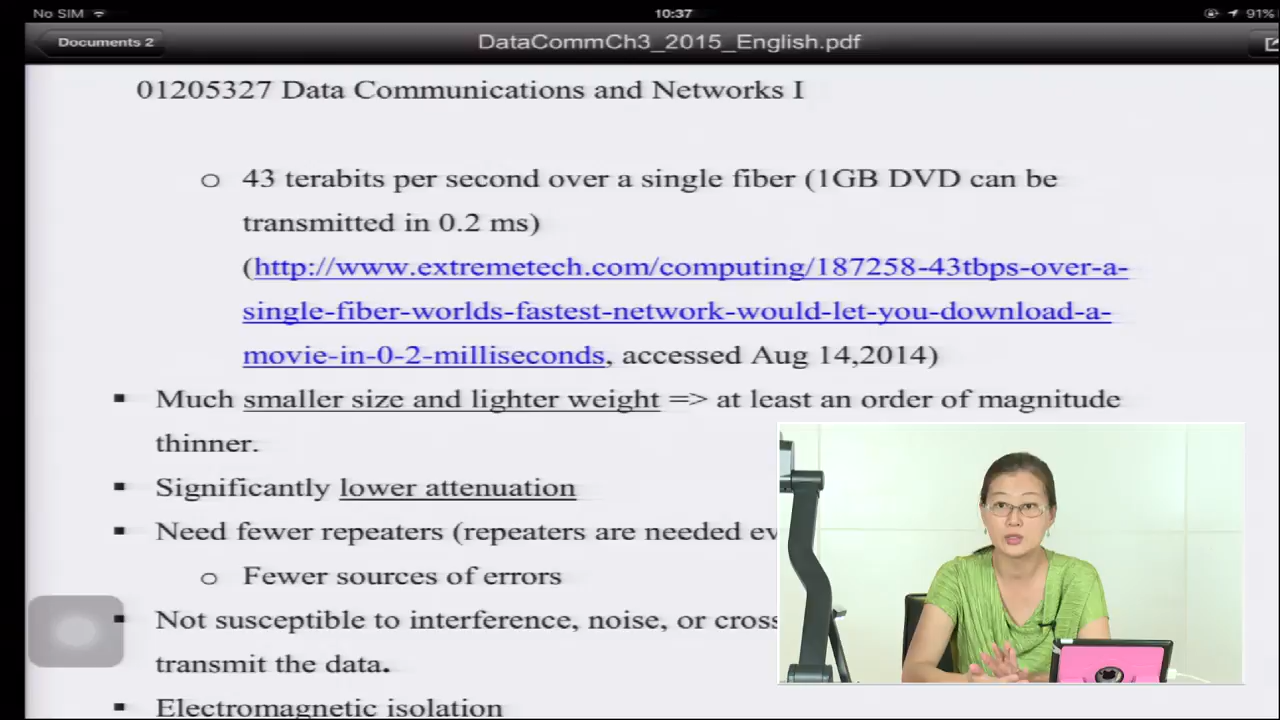 No SIM 10:37 91%
Documents 2 DataCommCh3_2015_English.pdf
01205327 Data Communications and Networks I
o 43 terabits per second over a single fiber (1GB DVD can be
transmitted in 0.2 ms)
(http://www.extremetech.com/computing/187258-43tbps-over-a-
single-fiber-worlds-fastest-network-would-let-you-download-a-
movie-in-0-2-milliseconds, accessed Aug 14,2014)
▪ Much smaller size and lighter weight => at least an order of magnitude
thinner.
▪ Significantly lower attenuation
▪ Need fewer repeaters (repeaters are needed
o Fewer sources of errors
▪ Not susceptible to interference, noise, or
transmit the data.
▪ Electromagnetic isolation